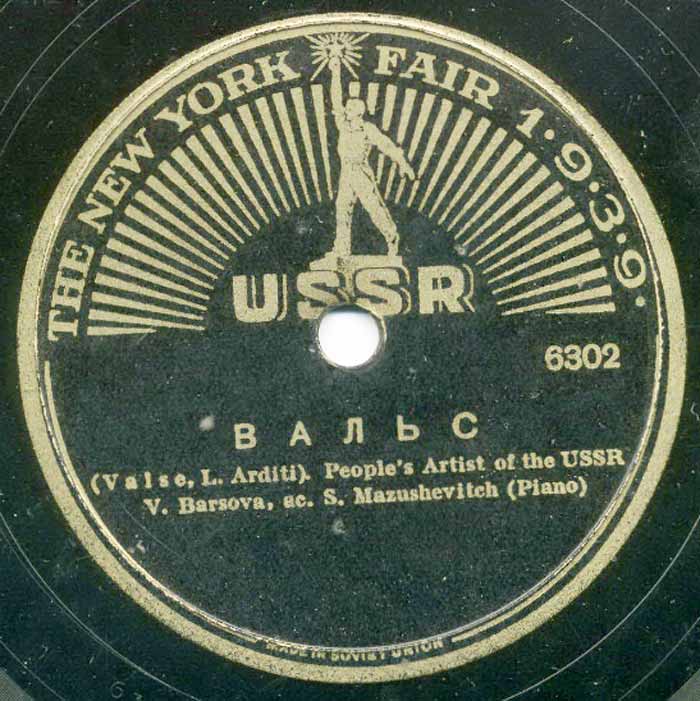 THE NEW YORK FAIR 1·9·3·9·
USSR
6302
ВАЛЬС
(Valse, L. Arditi). People's Artist of the USSR
V. Barsova, ac. S. Mazushevitch (Piano)
MADE IN SOVIET UNION